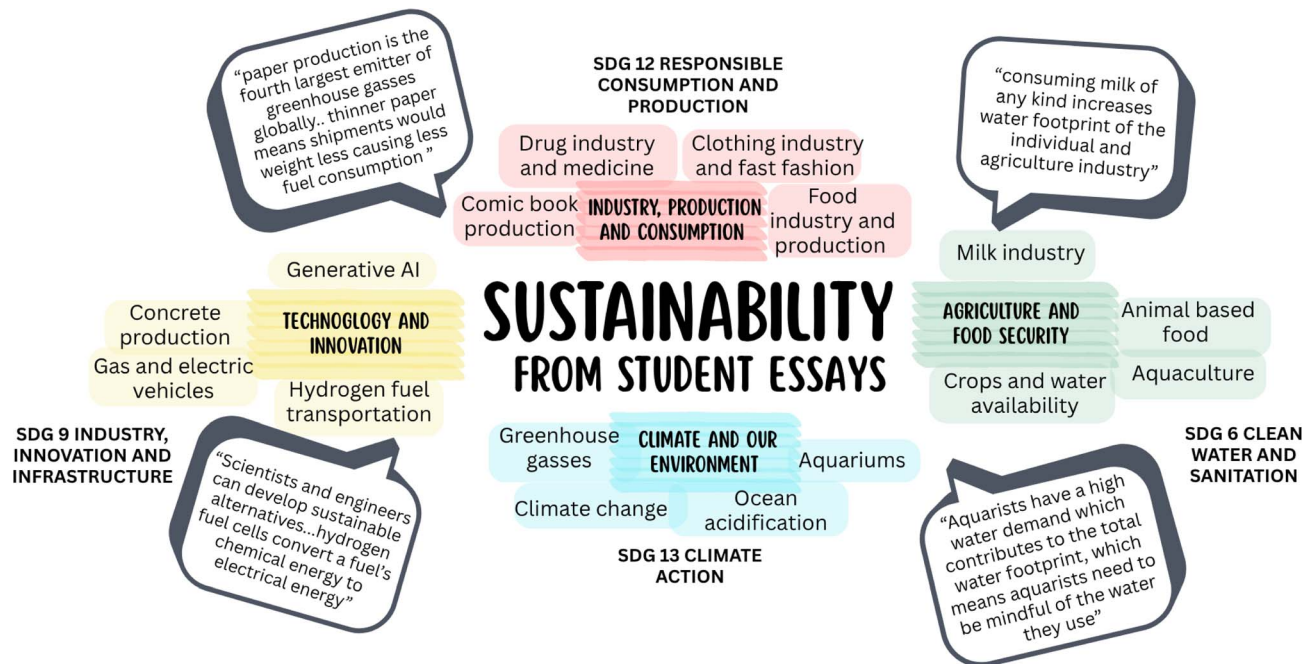 "paper production is the
fourth largest emitter of
greenhouse gasses
globally.. thinner paper
means shipments would
weight less causing less
fuel consumption "
SDG 12 RESPONSIBLE
CONSUMPTION AND
PRODUCTION
"consuming milk of
any kind increases
water footprint of the
individual and
agriculture industry"
Drug industry
and medicine
Clothing industry
and fast fashion
Comic book
production
INDUSTRY, PRODUCTION
AND CONSUMPTION
Food
industry and
production
Generative AI
Concrete
production
TECHNOGLOGY AND
INNOVATION
Gas and electric
vehicles
Hydrogen fuel
transportation
SUSTAINABILITY
FROM STUDENT ESSAYS
Milk industry
AGRICULTURE AND
FOOD SECURITY
Animal based
food
Crops and water
availability
Aquaculture
SDG 9 INDUSTRY,
INNOVATION AND
INFRASTRUCTURE
Greenhouse
gasses
CLIMATE AND OUR
ENVIRONMENT
Aquariums
Climate change
Ocean
acidification
SDG 13 CLIMATE
ACTION
SDG 6 CLEAN
WATER AND
SANITATION
"Scientists and engineers
can develop sustainable
alternatives...hydrogen
fuel cells convert a fuel's
chemical energy to
electrical energy"
"Aquarists have a high
water demand which
contributes to the total
water footprint, which
means aquarists need to
be mindful of the water
they use"